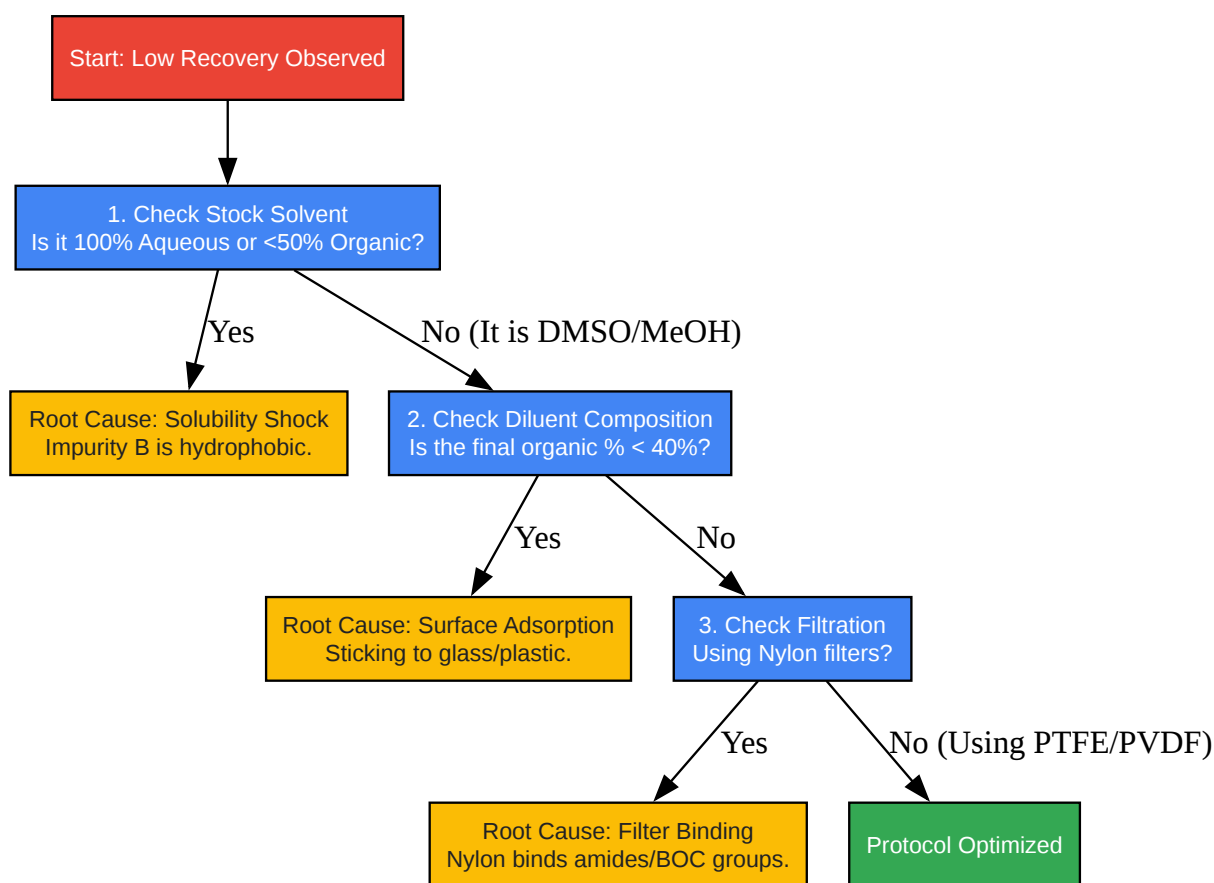 Start: Low Recovery Observed
1. Check Stock Solvent
Is it 100% Aqueous or <50% Organic?
Yes
No (It is DMSO/MeOH)
Root Cause: Solubility Shock
Impurity B is hydrophobic.
2. Check Diluent Composition
Is the final organic % < 40%?
Yes
No
Root Cause: Surface Adsorption
Sticking to glass/plastic.
3. Check Filtration
Using Nylon filters?
Yes
No (Using PTFE/PVDF)
Root Cause: Filter Binding
Nylon binds amides/BOC groups.
Protocol Optimized